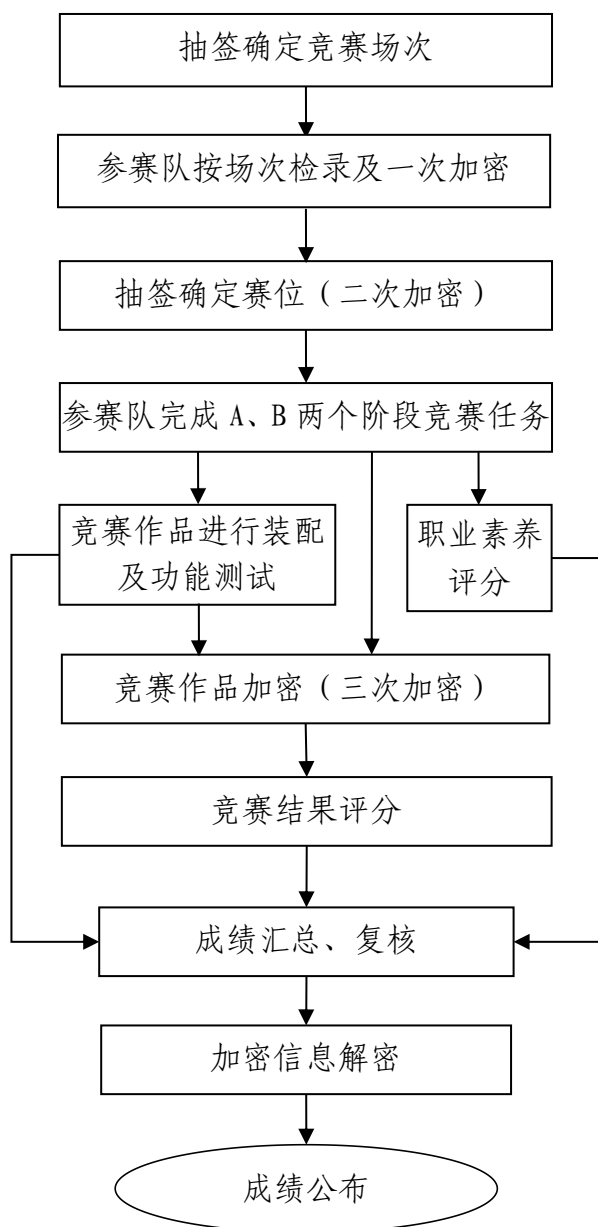 抽签确定竞赛场次
参赛队按场次检录及一次加密
抽签确定赛位（二次加密）
参赛队完成 A、B 两个阶段竞赛任务
竞赛作品进行装配
及功能测试
职业素养
评分
竞赛作品加密（三次加密）
竞赛结果评分
成绩汇总、复核
加密信息解密
成绩公布